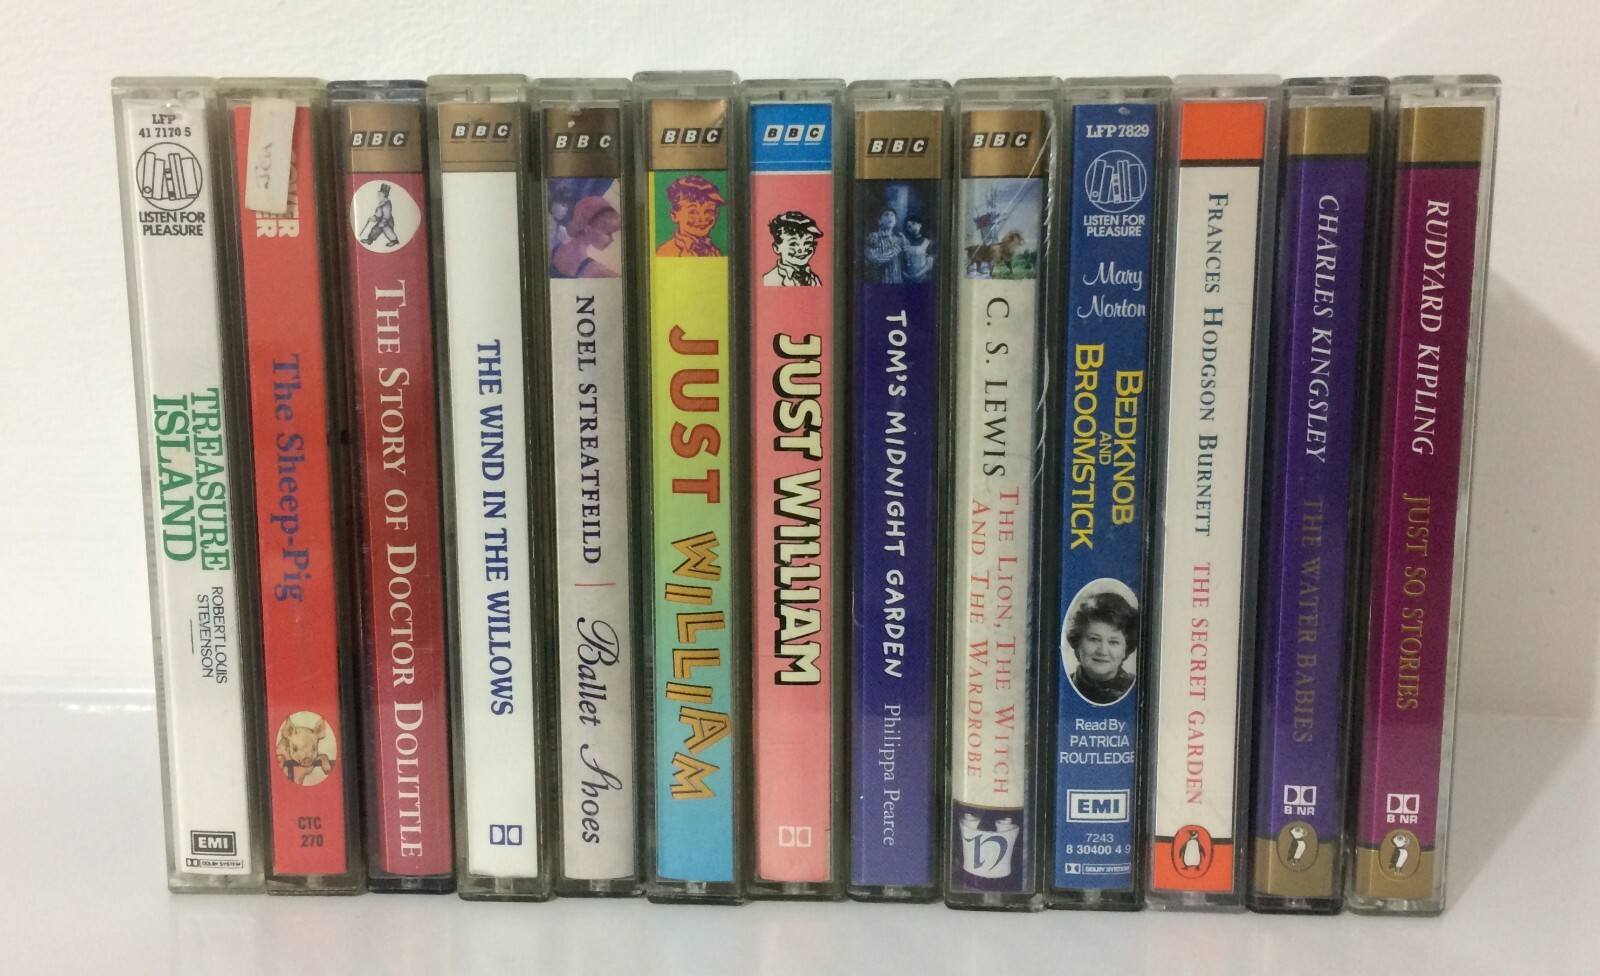 LFP
41 7170 5
LISTEN FOR
PLEASURE
TREASURE
ISLAND
ROBERT LOUIS
STEVENSON
EMI
DOLBY SYSTEM
The Sheep-Pig
CTC
270
BBC
THE STORY OF DOCTOR DOLITTLE
BBC
THE WIND IN THE WILLOWS
BBC
NOEL STREATFEILD | Ballet Shoes
BBC
JUST WILLIAM
BBC
JUST WILLIAM
BBC
TOM'S MIDNIGHT GARDEN Philippa Pearce
BBC
C. S. LEWIS
THE LION, THE WITCH
AND THE WARDROBE
LFP 7829
LISTEN FOR
PLEASURE
Mary
Norton
BEDKNOB
AND
BROOMSTICK
Read By
PATRICIA
ROUTLEDGE
EMI
7243
8 30400 4 9
DOLBY SYSTEM
FRANCES HODGSON BURNETT THE SECRET GARDEN
CHARLES KINGSLEY THE WATER BABIES
B NR
RUDYARD KIPLING JUST SO STORIES
B NR